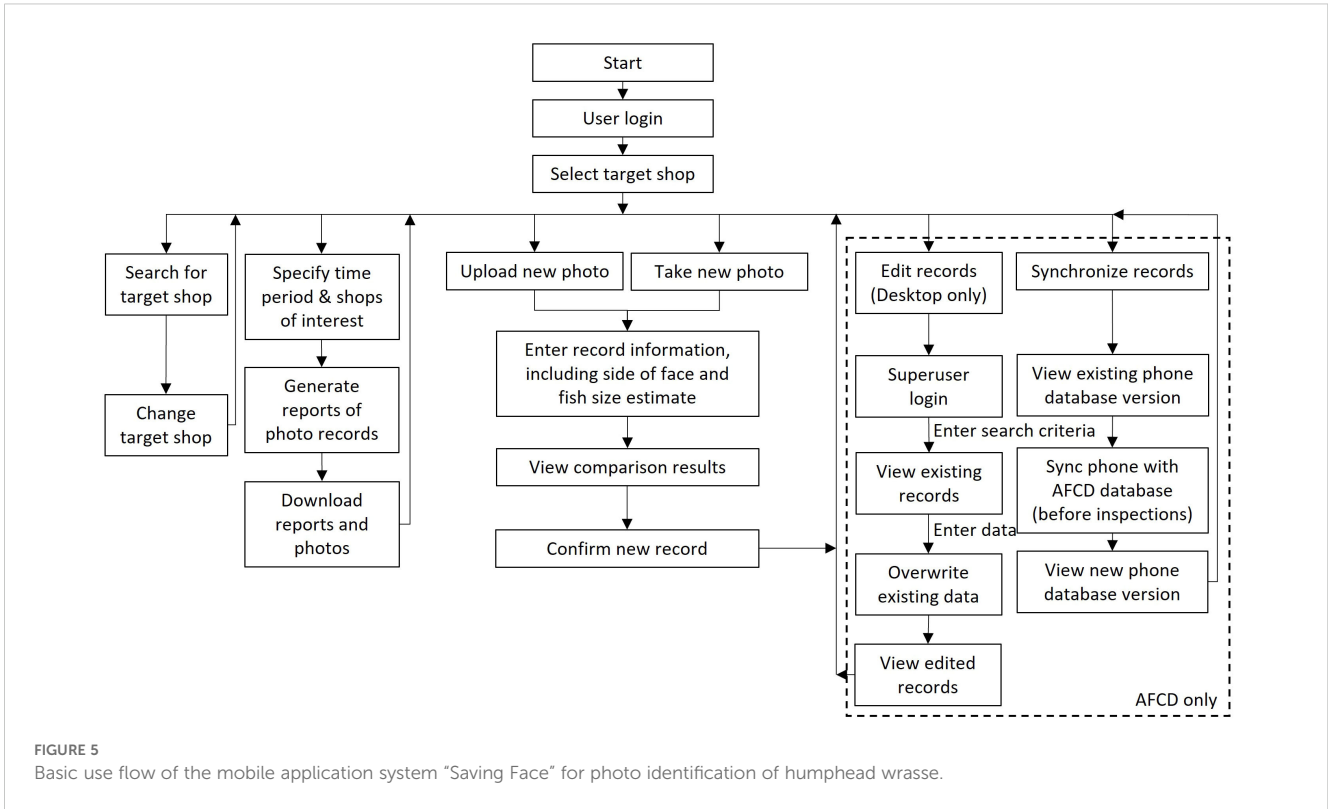 Start
User login
Select target shop
Search for
target shop
Change
target shop
Specify time
period & shops
of interest
Generate
reports of
photo records
Download
reports and
photos
Upload new photo
Take new photo
Enter record information,
including side of face and
fish size estimate
View comparison results
Confirm new record
Edit records
(Desktop only)
Superuser
login
Enter search criteria
View existing
records
Enter data
Overwrite
existing data
View edited
records
Synchronize records
View existing phone
database version
Sync phone with
AFCD database
(before inspections)
View new phone
database version
AFCD only
FIGURE 5
Basic use flow of the mobile application system “Saving Face” for photo identification of humphead wrasse.